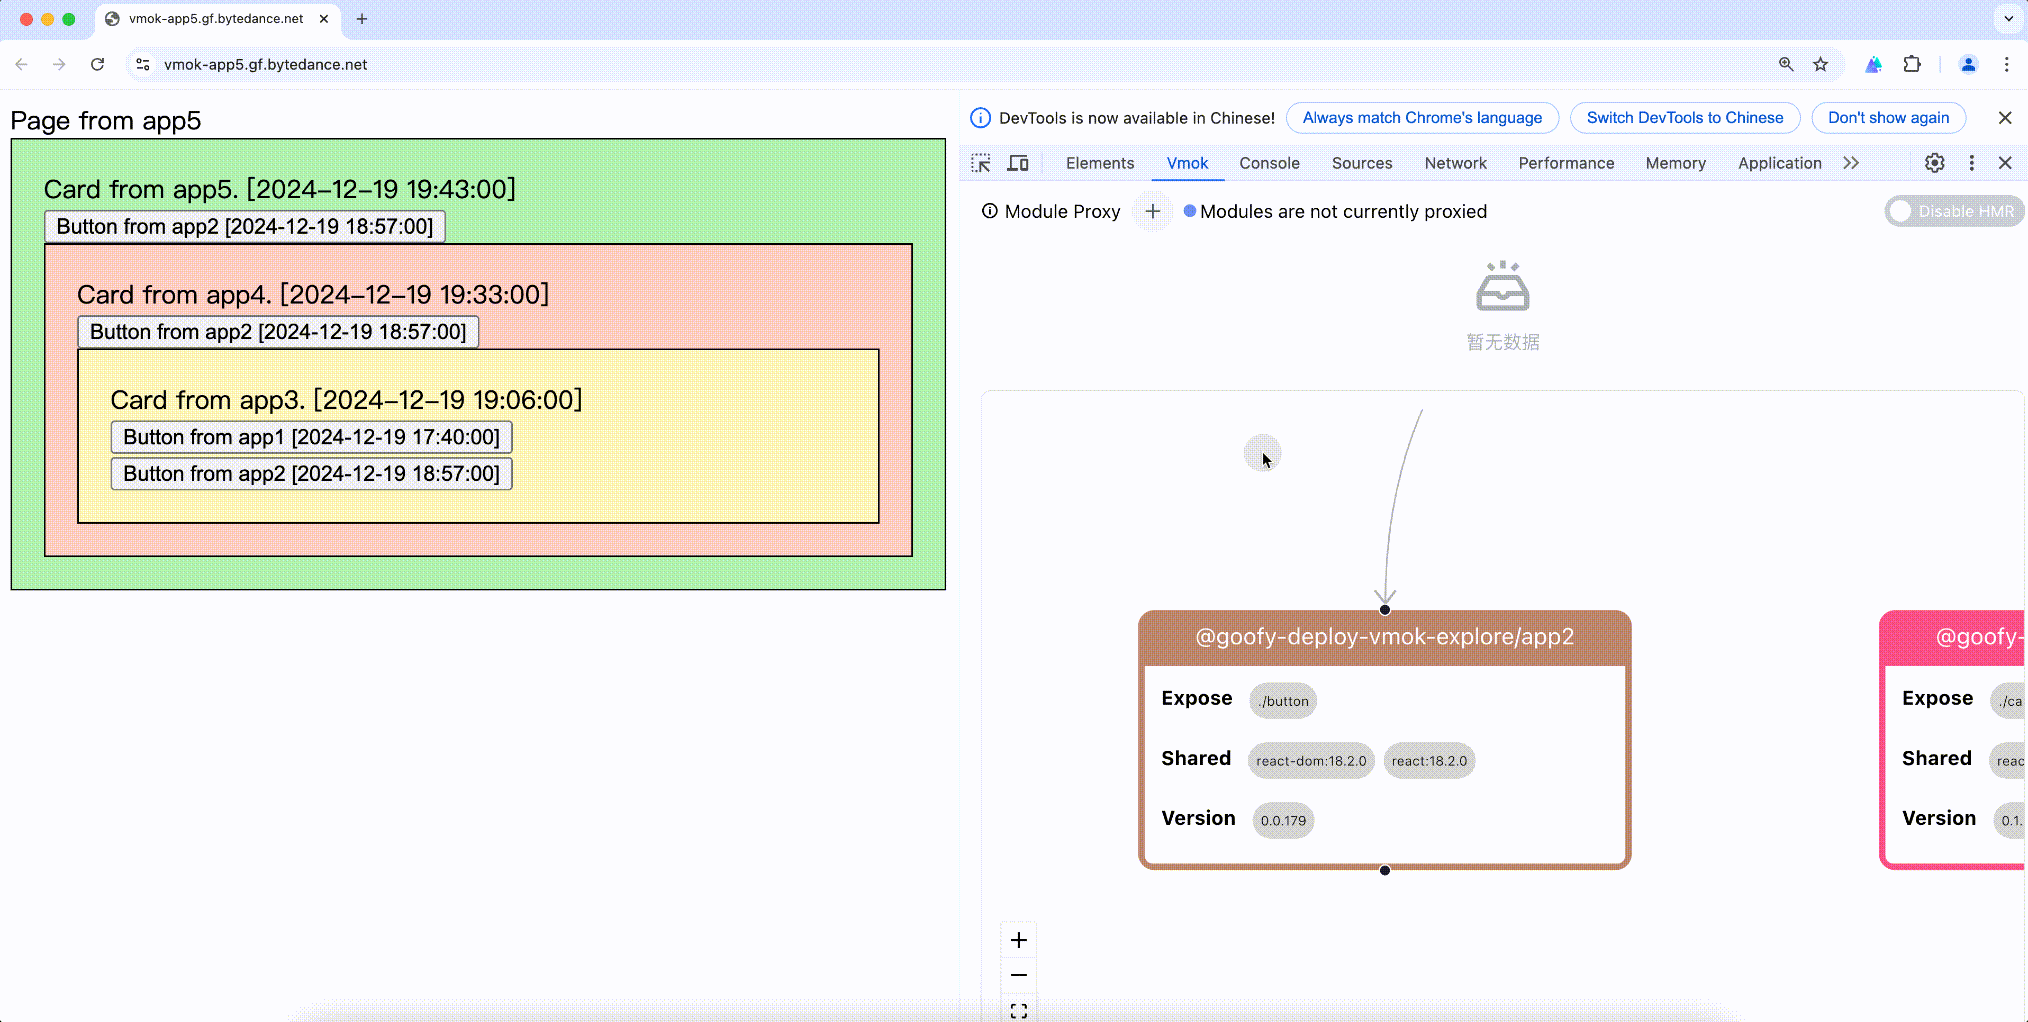 vmok-app5.gf.bytedance.net
vmok-app5.gf.bytedance.net
Page from app5
Card from app5. [2024-12-19 19:43:00]
Button from app2 [2024-12-19 18:57:00]
Card from app4. [2024-12-19 19:33:00]
Button from app2 [2024-12-19 18:57:00]
Card from app3. [2024-12-19 19:06:00]
Button from app1 [2024-12-19 17:40:00]
Button from app2 [2024-12-19 18:57:00]
DevTools is now available in Chinese! Always match Chrome's language Switch DevTools to Chinese Don't show again
Elements Vmok Console Sources Network Performance Memory Application
Module Proxy + Modules are not currently proxied Disable HMR
暂无数据
@goofy-deploy-vmok-explore/app2
Expose ./button
Shared react-dom:18.2.0 react:18.2.0
Version 0.0.179
@goofy-
Expose ./ca
Shared reac
Version 0.1.